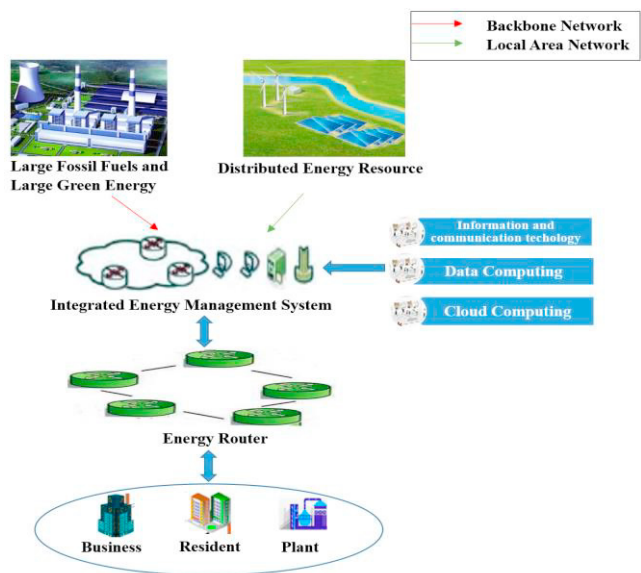 Backbone Network
Local Area Network
Large Fossil Fuels and
Large Green Energy
Distributed Energy Resource
Information and
communication techology
Data Computing
Cloud Computing
Integrated Energy Management System
Energy Router
Business
Resident
Plant